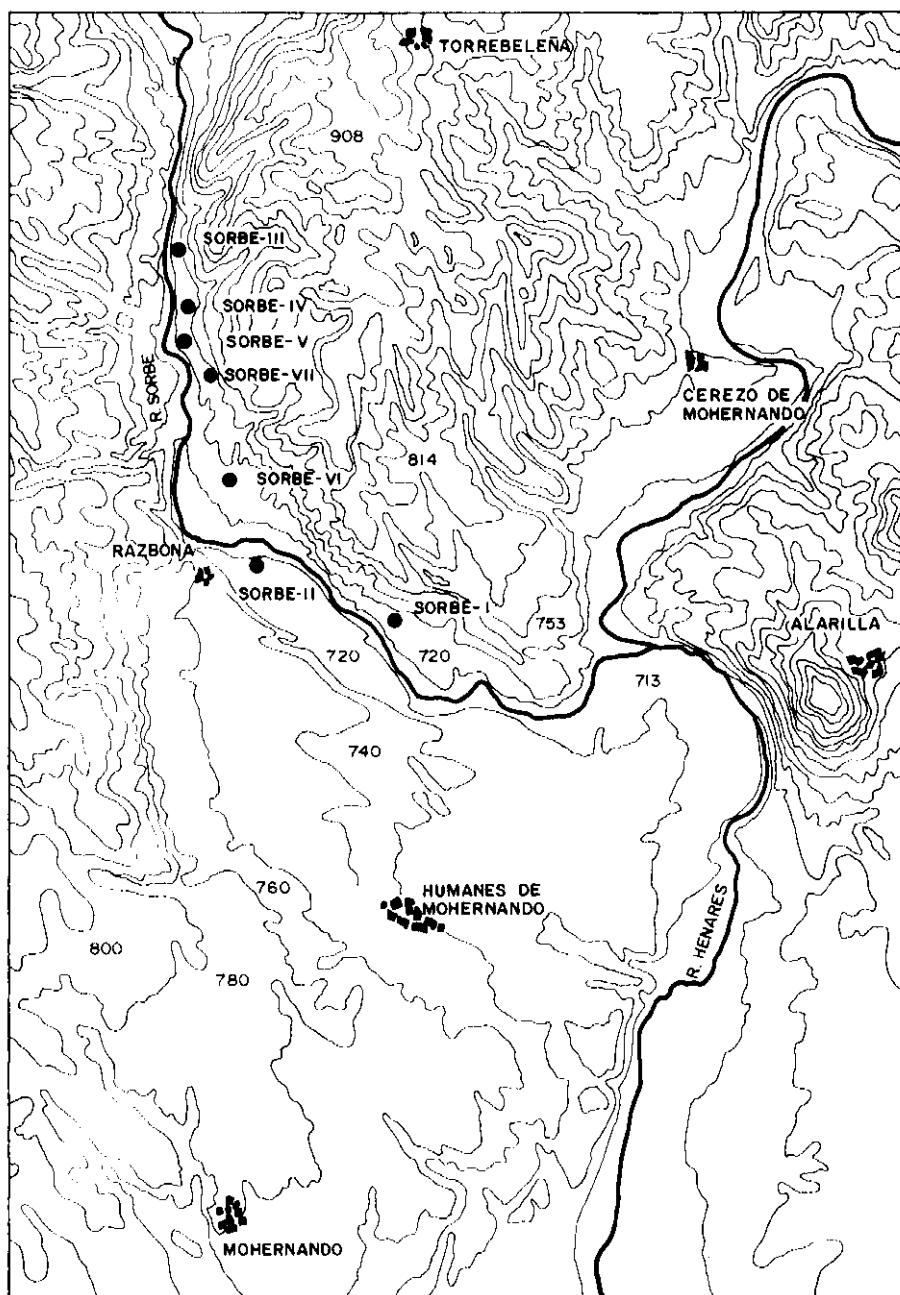 TORREBELEÑA
908
SORBE-III
SORBE-IV
SORBE-V
R. SORBE
SORBE-VII
CEREZO DE
MOHERNANDO
814
SORBE-VI
RAZBONA
SORBE-II
SORBE-I
753
ALARILLA
720
720
713
740
760
HUMANES DE
MOHERNANDO
R. HENARES
800
780
MOHERNANDO